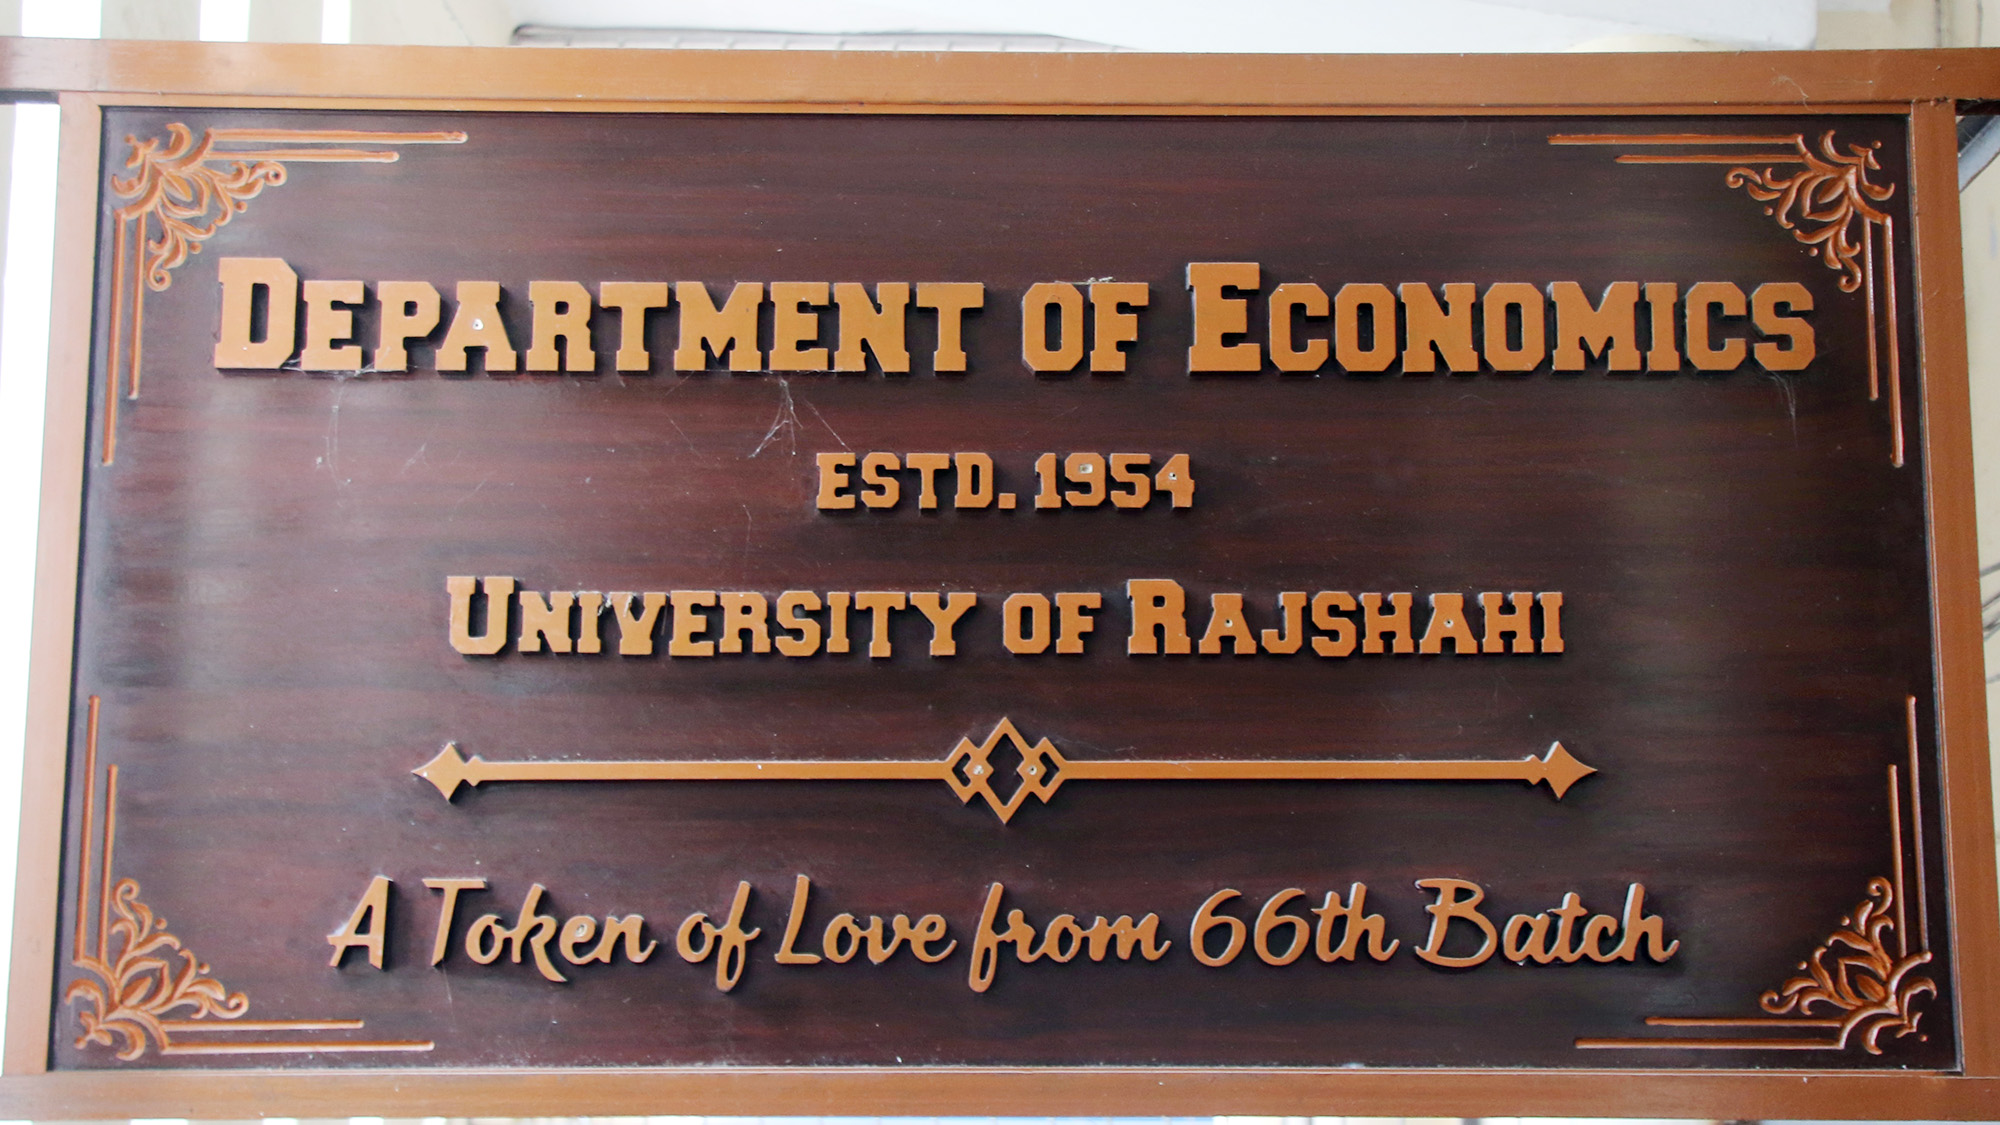 Department of Economics
ESTD. 1954
University of Rajshahi
A Token of Love from 66th Batch